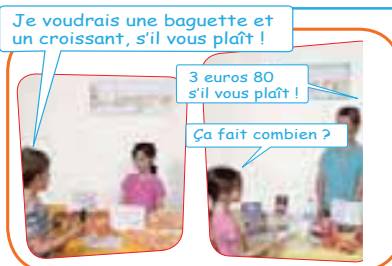 Je voudrais une baguette et
un croissant, s'il vous plaît !
3 euros 80
s'il vous plaît !
Ça fait combien ?